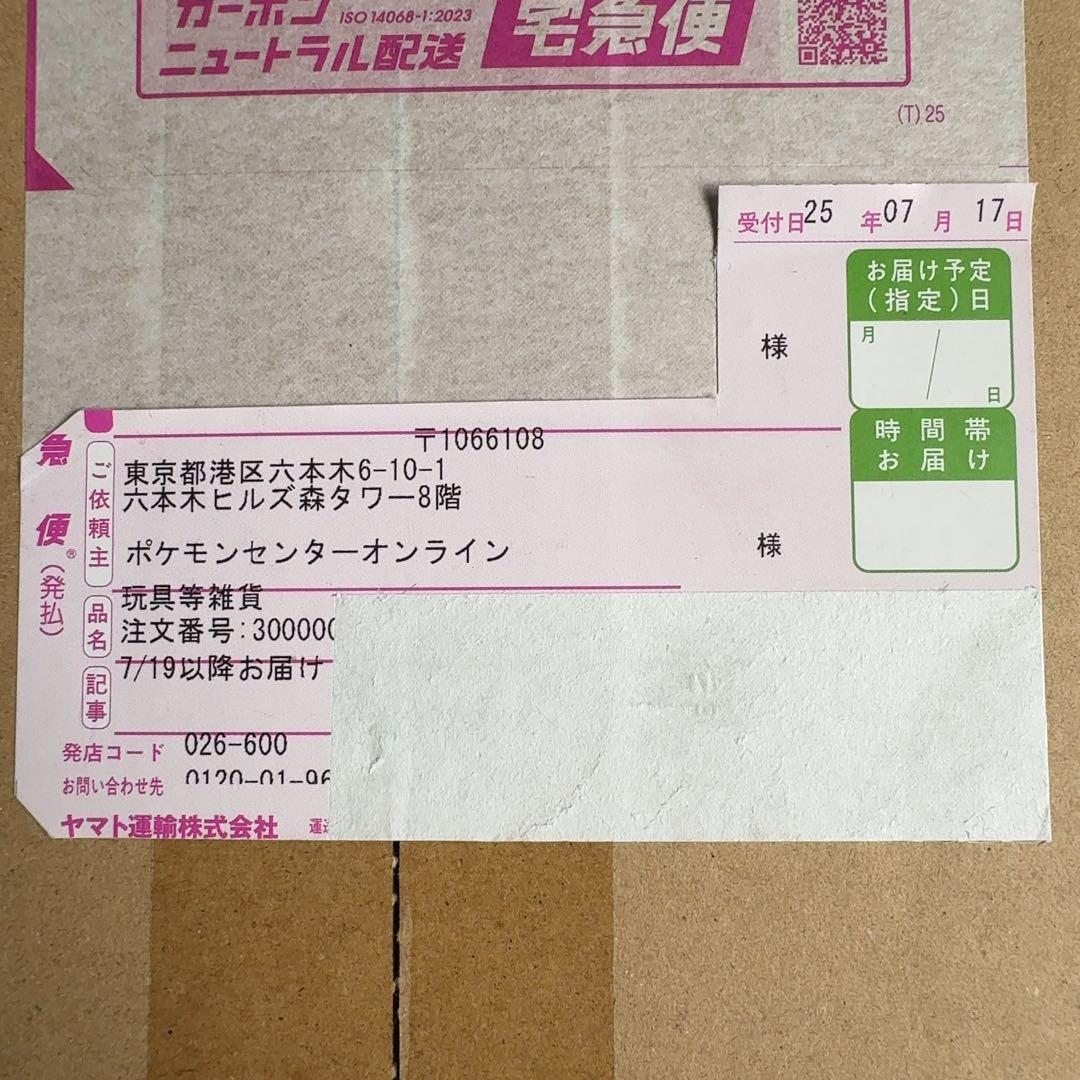 カーボン ISO 14068-1:2023
ニュートラル配送 宅急便
(T) 25
受付日25 年07 月 17日
お届け予定
(指定)日
月
様
日
時間帯
お届け
〒1066108
急便®(発払)
ご依頼主
東京都港区六本木6-10-1
六本木ヒルズ森タワー8階
ポケモンセンターオンライン 様
品名
玩具等雑貨
注文番号:300000
記事
7/19以降お届け
発店コード 026-600
お問い合わせ先 0120-01-96
ヤマト運輸株式会社